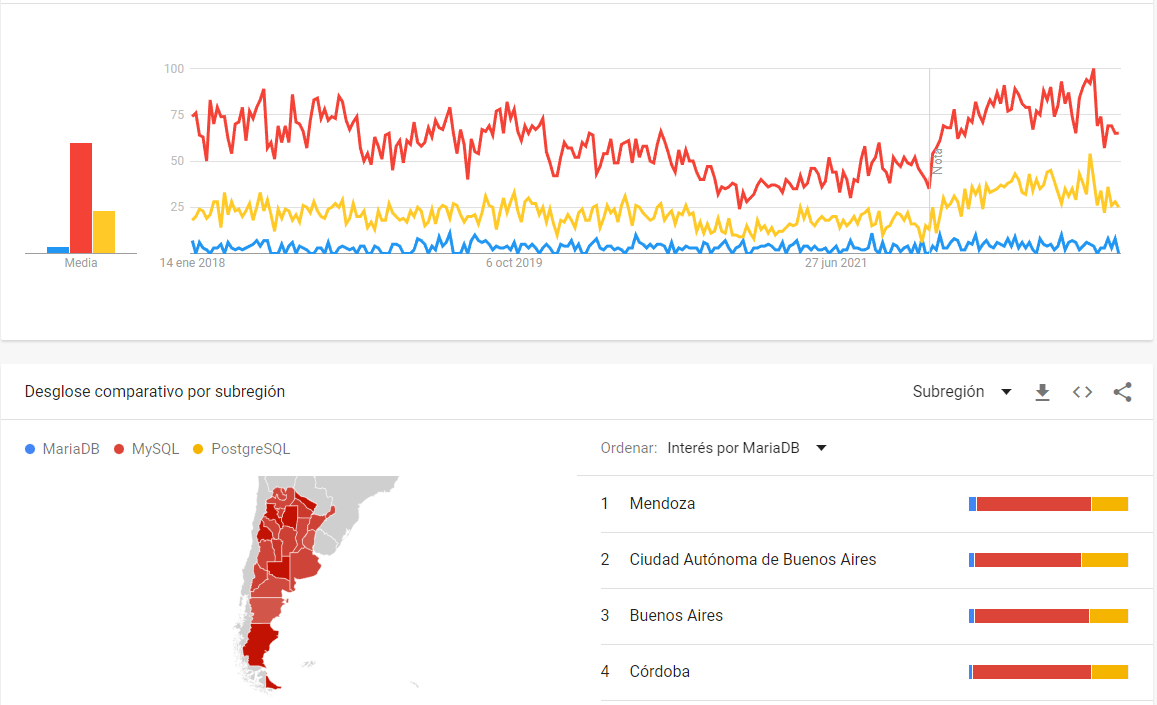 100
75
50
25
Nota
Media
14 ene 2018
6 oct 2019
27 jun 2021
Desglose comparativo por subregión
Subregión
MariaDB
MySQL
PostgreSQL
Ordenar: Interés por MariaDB
1 Mendoza
2 Ciudad Autónoma de Buenos Aires
3 Buenos Aires
4 Córdoba